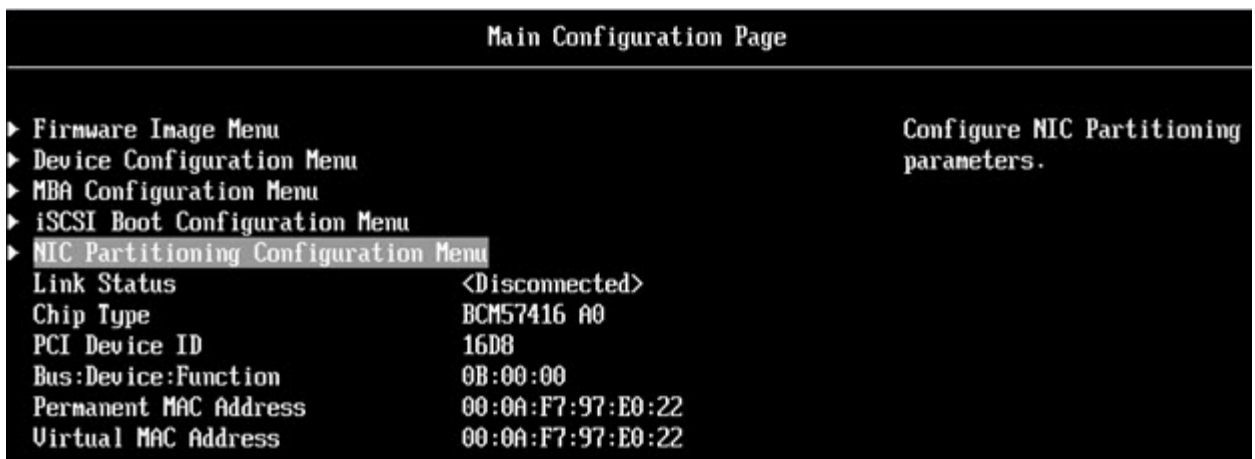 Main Configuration Page
Firmware Image Menu
Device Configuration Menu
MBA Configuration Menu
iSCSI Boot Configuration Menu
NIC Partitioning Configuration Menu
Link Status <Disconnected>
Chip Type BCM57416 A0
PCI Device ID 16D8
Bus:Device:Function 0B:00:00
Permanent MAC Address 00:0A:F7:97:E0:22
Virtual MAC Address 00:0A:F7:97:E0:22
Configure NIC Partitioning
parameters.